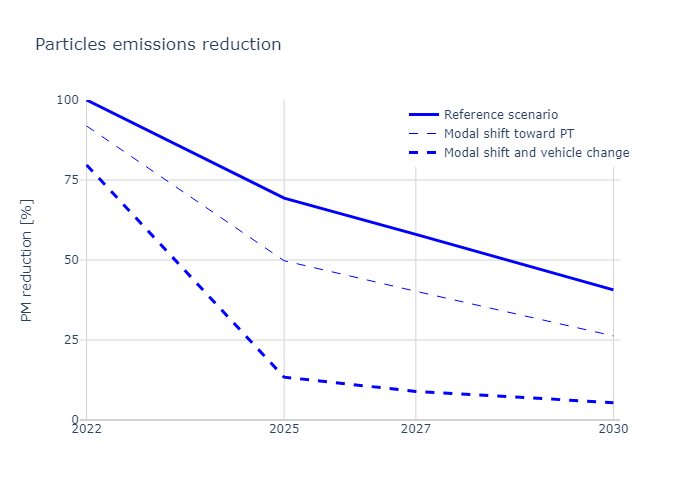 Particles emissions reduction
Reference scenario
Modal shift toward PT
Modal shift and vehicle change
PM reduction [%]
100
75
50
25
0
2022
2025
2027
2030